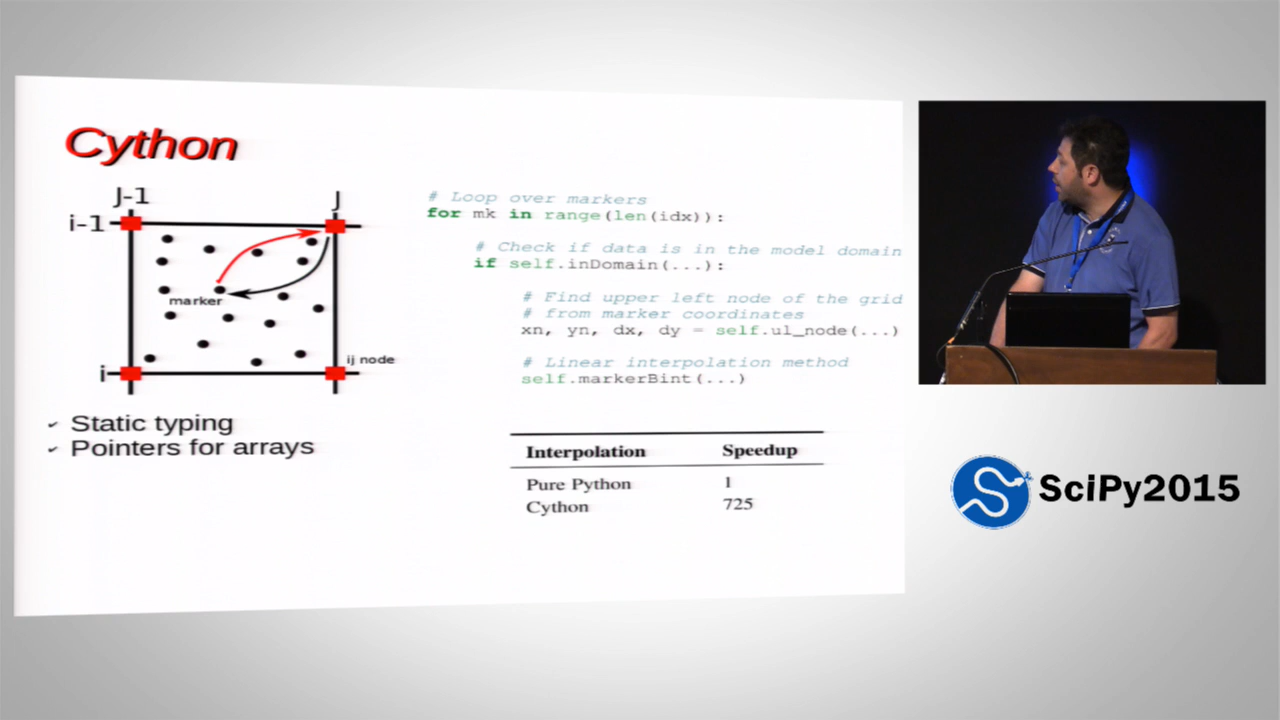 Cython
J-1
J
i-1
marker
i
ij node
Static typing
Pointers for arrays
# Loop over markers
for mk in range(len(idx)):
# Check if data is in the model domain
if self.inDomain(...):
# Find upper left node of the grid
# from marker coordinates
xn, yn, dx, dy = self.ul_node(...)
# Linear interpolation method
self.markerBint(...)
Interpolation Speedup
Pure Python 1
Cython 725
SciPy2015